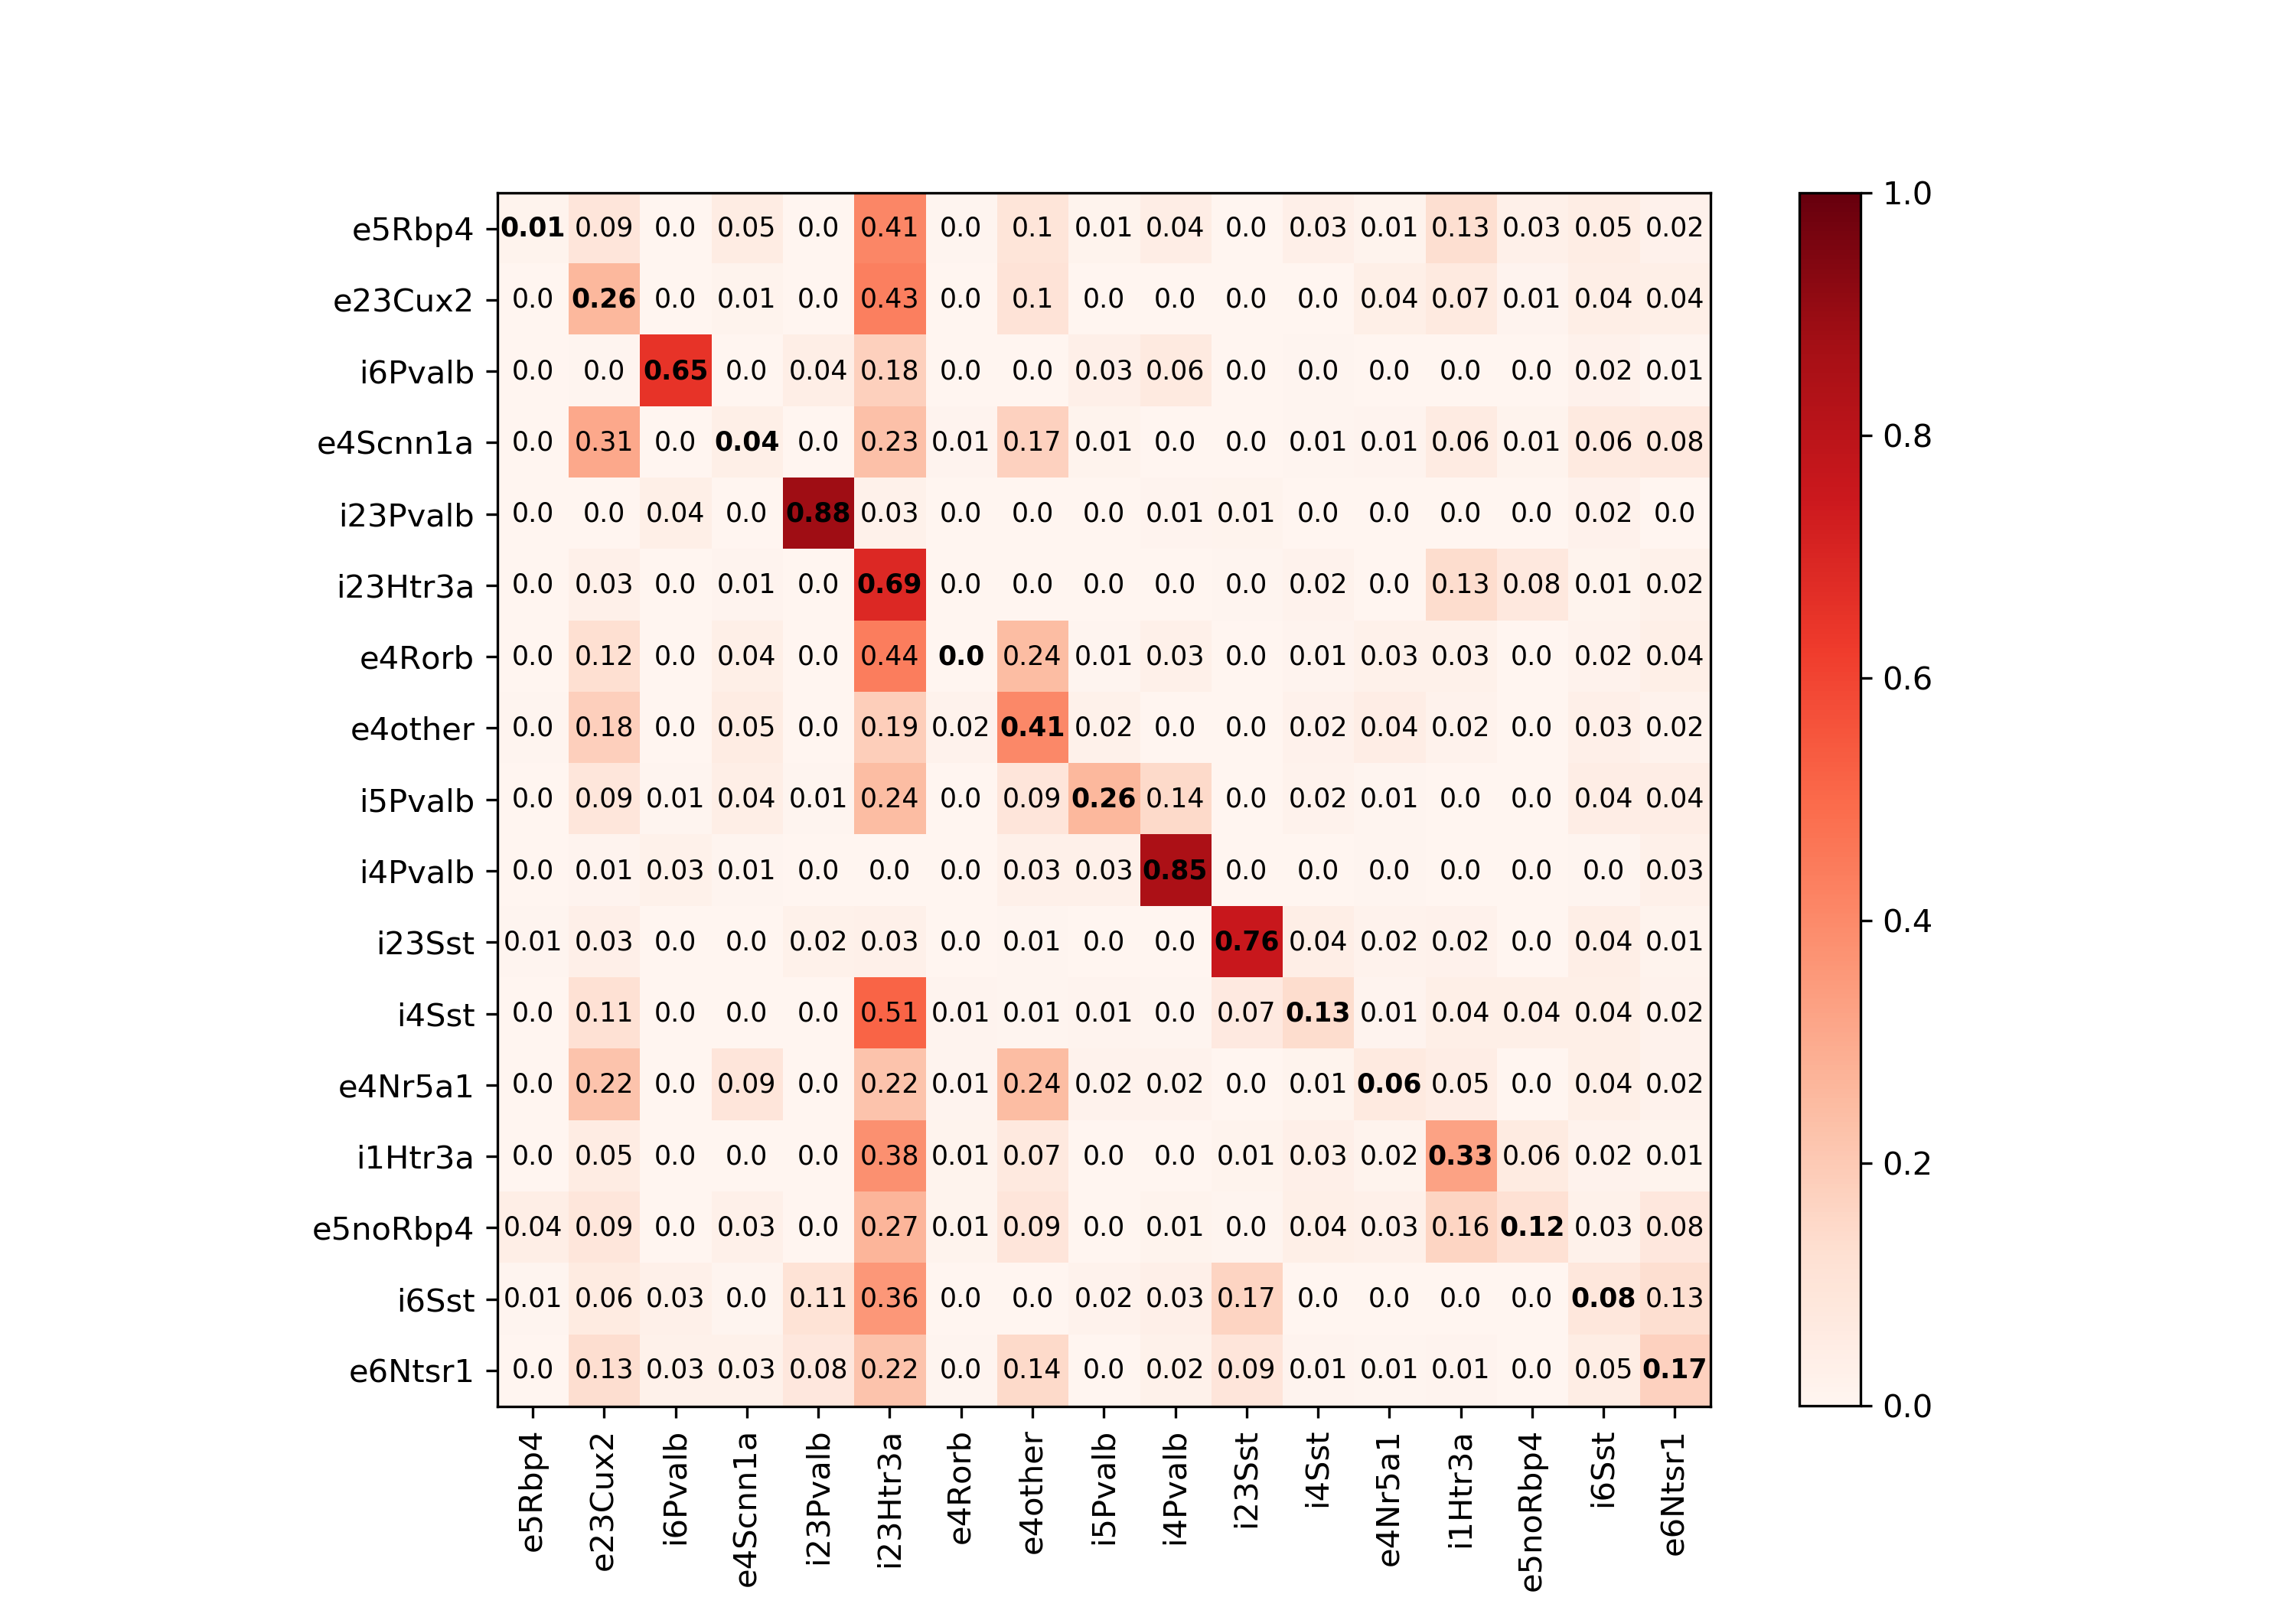 e5Rbp4 0.01 0.09 0.0 0.05 0.0 0.41 0.0 0.1 0.01 0.04 0.0 0.03 0.01 0.13 0.03 0.05 0.02
e23Cux2 0.0 0.26 0.0 0.01 0.0 0.43 0.0 0.1 0.0 0.0 0.0 0.0 0.04 0.07 0.01 0.04 0.04
i6Pvalb 0.0 0.0 0.65 0.0 0.04 0.18 0.0 0.0 0.03 0.06 0.0 0.0 0.0 0.0 0.0 0.02 0.01
e4Scnn1a 0.0 0.31 0.0 0.04 0.0 0.23 0.01 0.17 0.01 0.0 0.0 0.01 0.01 0.06 0.01 0.06 0.08
i23Pvalb 0.0 0.0 0.04 0.0 0.88 0.03 0.0 0.0 0.0 0.01 0.01 0.0 0.0 0.0 0.0 0.02 0.0
i23Htr3a 0.0 0.03 0.0 0.01 0.0 0.69 0.0 0.0 0.0 0.0 0.0 0.02 0.0 0.13 0.08 0.01 0.02
e4Rorb 0.0 0.12 0.0 0.04 0.0 0.44 0.0 0.24 0.01 0.03 0.0 0.01 0.03 0.03 0.0 0.02 0.04
e4other 0.0 0.18 0.0 0.05 0.0 0.19 0.02 0.41 0.02 0.0 0.0 0.02 0.04 0.02 0.0 0.03 0.02
i5Pvalb 0.0 0.09 0.01 0.04 0.01 0.24 0.0 0.09 0.26 0.14 0.0 0.02 0.01 0.0 0.0 0.04 0.04
i4Pvalb 0.0 0.01 0.03 0.01 0.0 0.0 0.0 0.03 0.03 0.85 0.0 0.0 0.0 0.0 0.0 0.0 0.03
i23Sst 0.01 0.03 0.0 0.0 0.02 0.03 0.0 0.01 0.0 0.0 0.76 0.04 0.02 0.02 0.0 0.04 0.01
i4Sst 0.0 0.11 0.0 0.0 0.0 0.51 0.01 0.01 0.01 0.0 0.07 0.13 0.01 0.04 0.04 0.04 0.02
e4Nr5a1 0.0 0.22 0.0 0.09 0.0 0.22 0.01 0.24 0.02 0.02 0.0 0.01 0.06 0.05 0.0 0.04 0.02
i1Htr3a 0.0 0.05 0.0 0.0 0.0 0.38 0.01 0.07 0.0 0.0 0.01 0.03 0.02 0.33 0.06 0.02 0.01
e5noRbp4 0.04 0.09 0.0 0.03 0.0 0.27 0.01 0.09 0.0 0.01 0.0 0.04 0.03 0.16 0.12 0.03 0.08
i6Sst 0.01 0.06 0.03 0.0 0.11 0.36 0.0 0.0 0.02 0.03 0.17 0.0 0.0 0.0 0.0 0.08 0.13
e6Ntsr1 0.0 0.13 0.03 0.03 0.08 0.22 0.0 0.14 0.0 0.02 0.09 0.01 0.01 0.01 0.0 0.05 0.17
e5Rbp4
e23Cux2
i6Pvalb
e4Scnn1a
i23Pvalb
i23Htr3a
e4Rorb
e4other
i5Pvalb
i4Pvalb
i23Sst
i4Sst
e4Nr5a1
i1Htr3a
e5noRbp4
i6Sst
e6Ntsr1
1.0
0.8
0.6
0.4
0.2
0.0